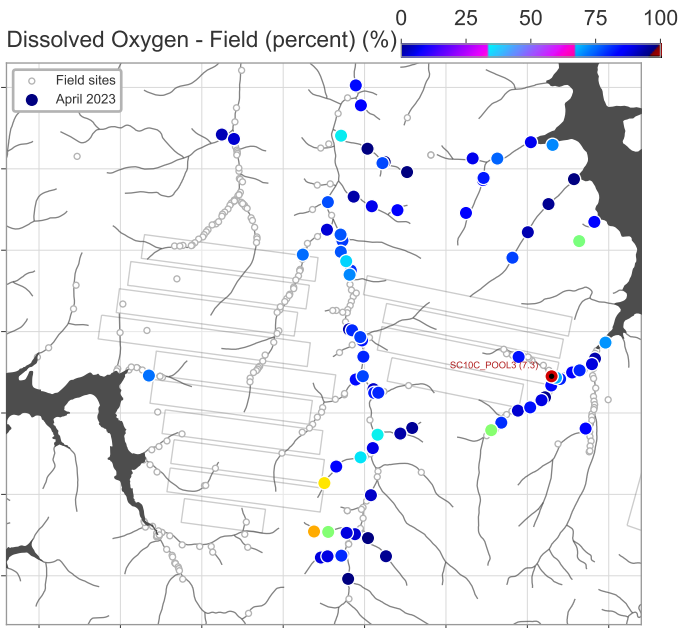 0 25 50 75 100
Dissolved Oxygen - Field (percent) (%)
Field sites
April 2023
SC10C_POOL3 (7.3)